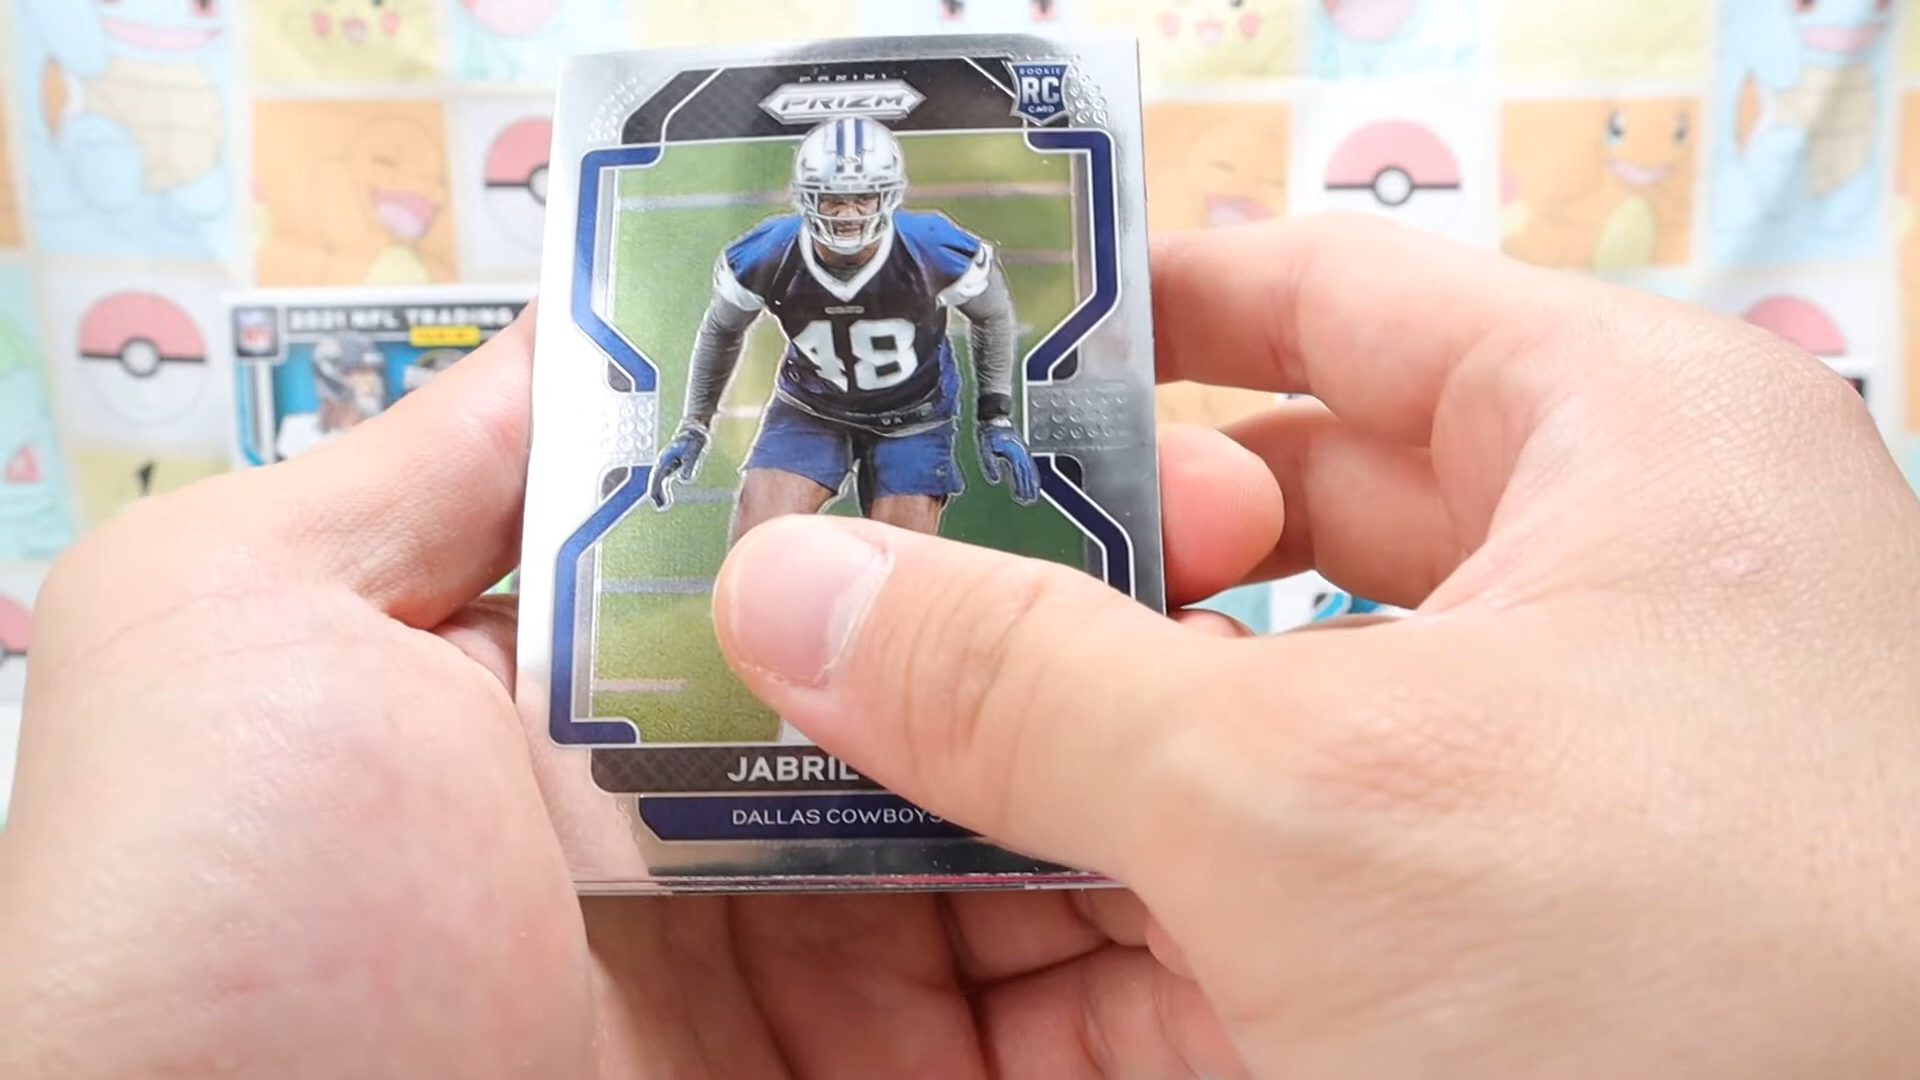 PANINI
PRIZM
ROOKIE
RC
CARD
2021 NFL TRADING
48
JABRIL
DALLAS COWBOYS